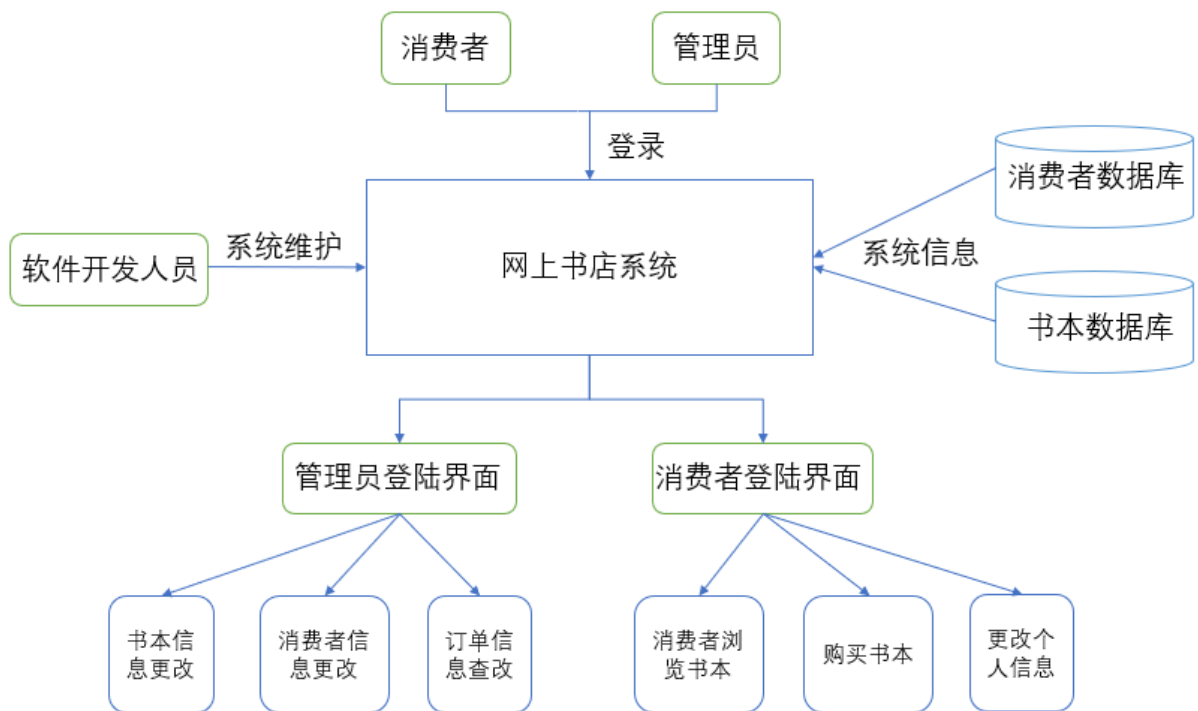 消费者
管理员
登录
消费者数据库
系统维护
软件开发人员
网上书店系统
系统信息
书本数据库
管理员登陆界面
消费者登陆界面
书本信
息更改
消费者信
息更改
订单信
息查改
消费者浏
览书本
购买书本
更改个
人信息